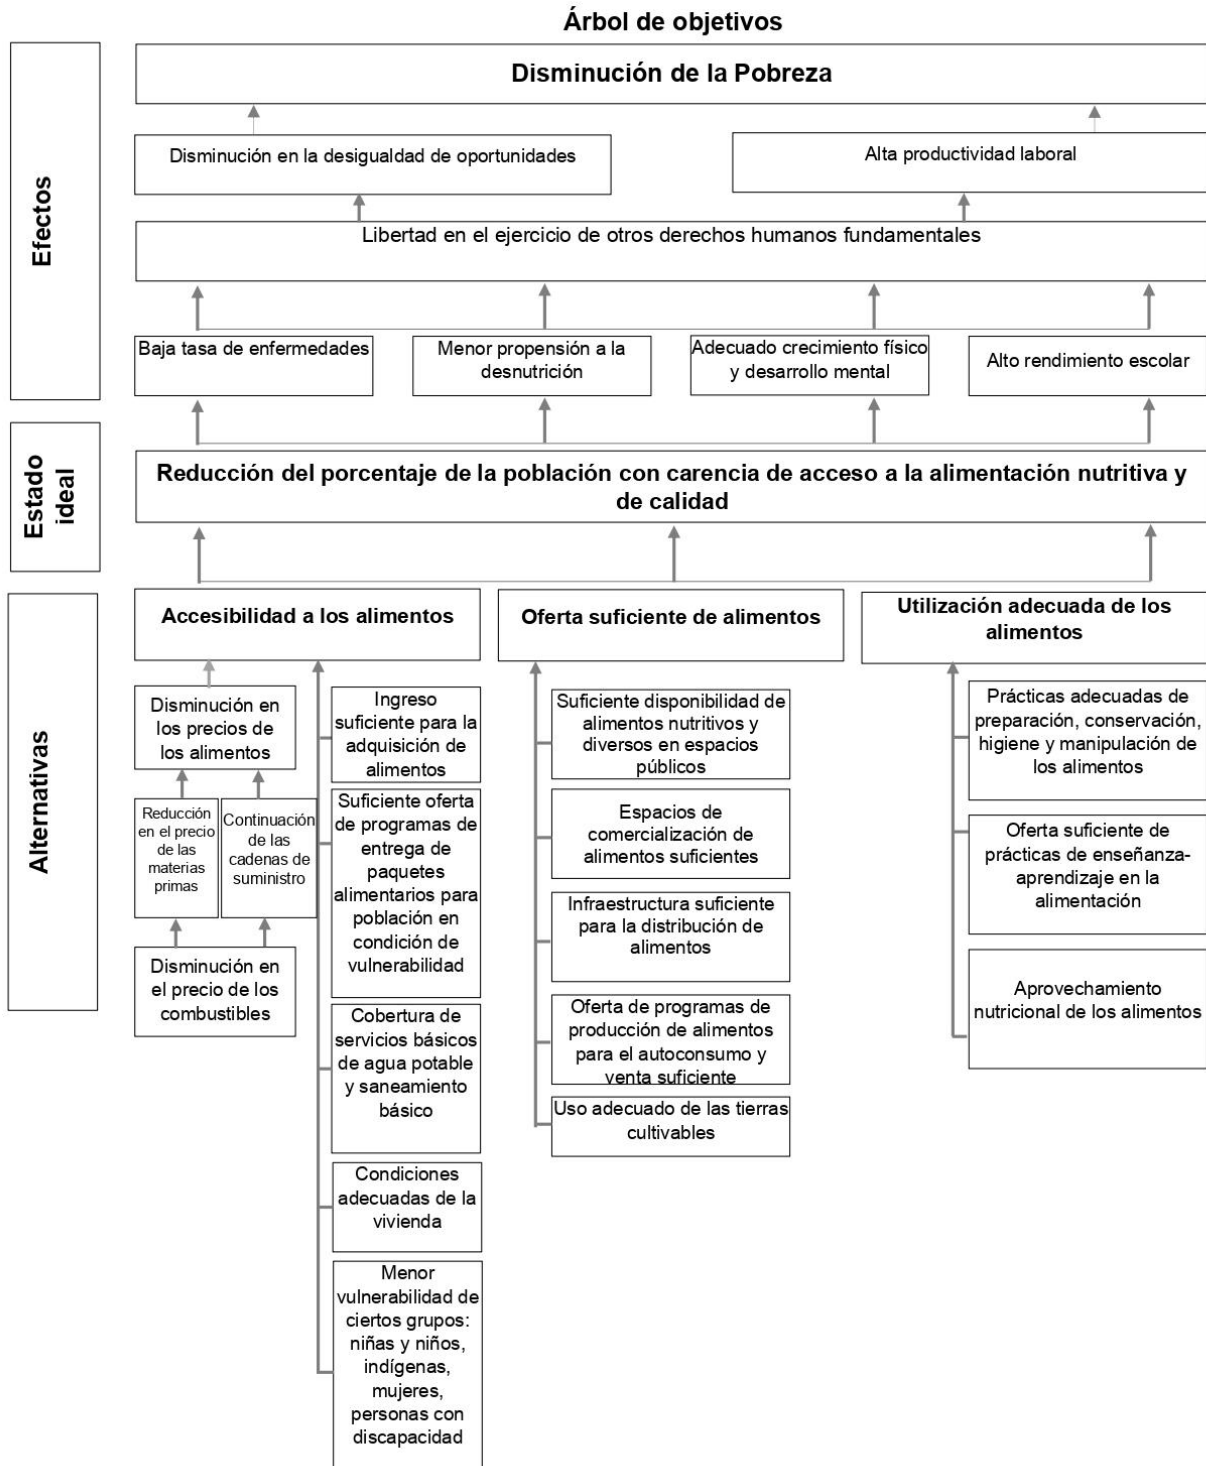 Árbol de objetivos
Efectos
Disminución de la Pobreza
Disminución en la desigualdad de oportunidades
Alta productividad laboral
Libertad en el ejercicio de otros derechos humanos fundamentales
Baja tasa de enfermedades
Menor propensión a la
desnutrición
Adecuado crecimiento físico
y desarrollo mental
Alto rendimiento escolar
Estado
ideal
Reducción del porcentaje de la población con carencia de acceso a la alimentación nutritiva y
de calidad
Alternativas
Accesibilidad a los alimentos
Disminución en
los precios de
los alimentos
Reducción
en el precio
de las
materias
primas
Continuación
de las
cadenas de
suministro
Disminución en
el precio de los
combustibles
Ingreso
suficiente para la
adquisición de
alimentos
Suficiente oferta
de programas de
entrega de
paquetes
alimentarios para
población en
condición de
vulnerabilidad
Cobertura de
servicios básicos
de agua potable
y saneamiento
básico
Condiciones
adecuadas de la
vivienda
Menor
vulnerabilidad de
ciertos grupos:
niñas y niños,
indígenas,
mujeres,
personas con
discapacidad
Oferta suficiente de alimentos
Suficiente disponibilidad de
alimentos nutritivos y
diversos en espacios
públicos
Espacios de
comercialización de
alimentos suficientes
Infraestructura suficiente
para la distribución de
alimentos
Oferta de programas de
producción de alimentos
para el autoconsumo y
venta suficiente
Uso adecuado de las tierras
cultivables
Utilización adecuada de los
alimentos
Prácticas adecuadas de
preparación, conservación,
higiene y manipulación de
los alimentos
Oferta suficiente de
prácticas de enseñanza-
aprendizaje en la
alimentación
Aprovechamiento
nutricional de los alimentos